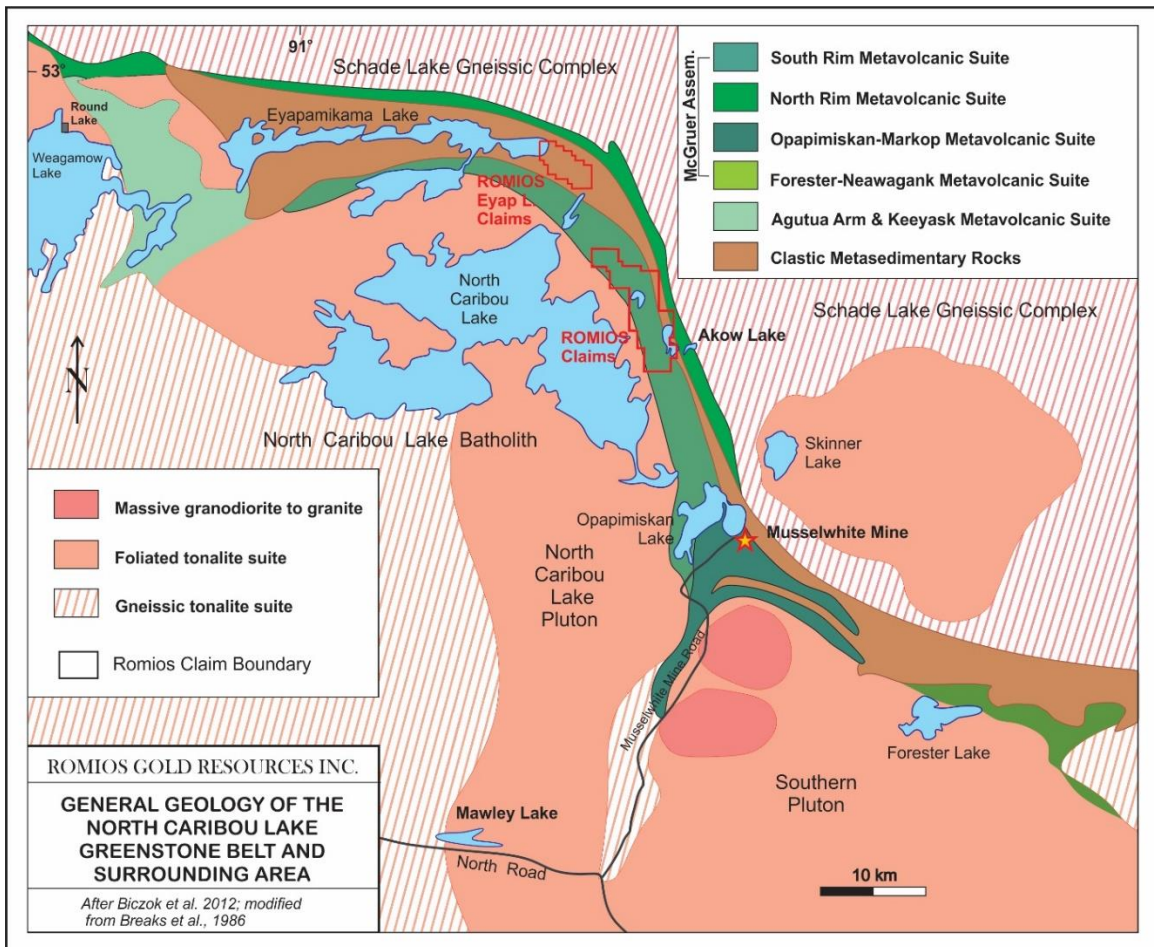 91°
53°
Schade Lake Gneissic Complex
Round
Lake
Weagamow
Lake
Eyapamikama Lake
ROMIOS
Eyap L.
Claims
North
Caribou
Lake
ROMIOS
Claims
Akow Lake
Schade Lake Gneissic Complex
N
North Caribou Lake Batholith
Skinner
Lake
Opapimiskan
Lake
Musselwhite Mine
North
Caribou
Lake
Pluton
Musselwhite Mine Road
Forester Lake
Southern
Pluton
Mawley Lake
North Road
10 km
McGruer Assem.
South Rim Metavolcanic Suite
North Rim Metavolcanic Suite
Opapimiskan-Markop Metavolcanic Suite
Forester-Neawagank Metavolcanic Suite
Agutua Arm & Keeyask Metavolcanic Suite
Clastic Metasedimentary Rocks
Massive granodiorite to granite
Foliated tonalite suite
Gneissic tonalite suite
Romios Claim Boundary
ROMIOS GOLD RESOURCES INC.
GENERAL GEOLOGY OF THE
NORTH CARIBOU LAKE
GREENSTONE BELT AND
SURROUNDING AREA
After Biczok et al. 2012; modified
from Breaks et al., 1986